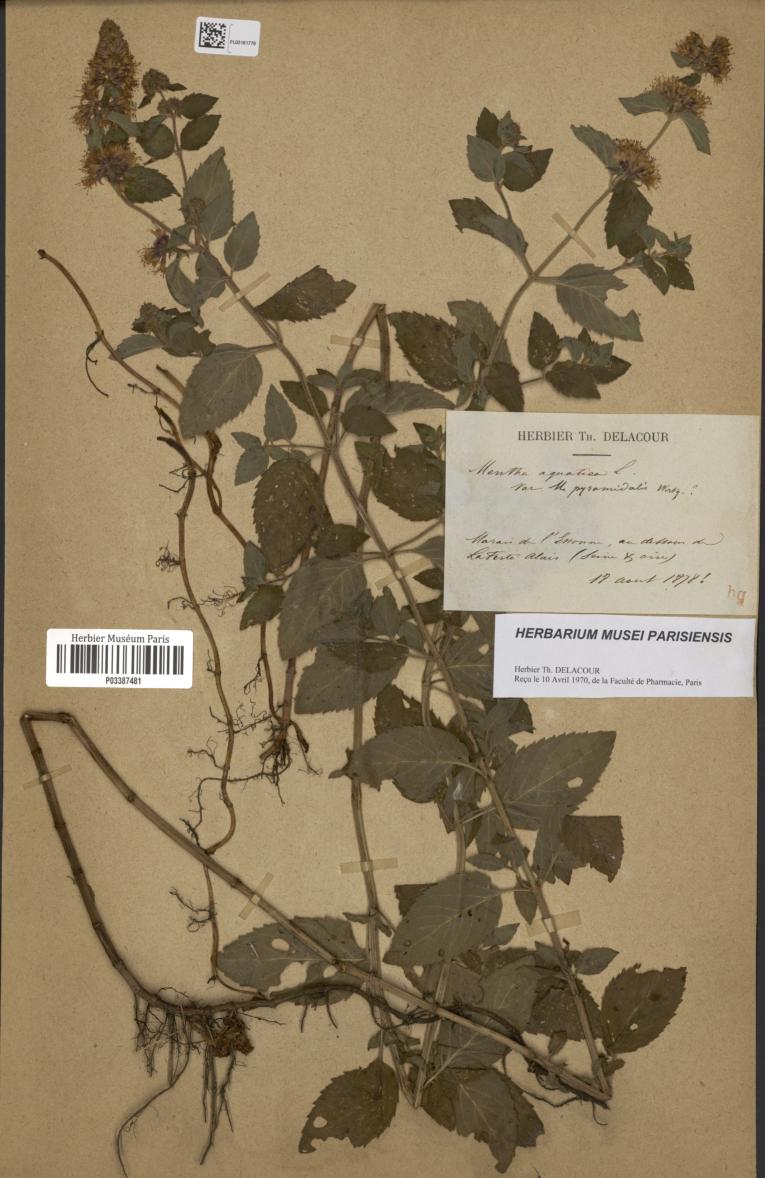 HERBIER TH. DELACOUR
Mentha aquatica L.
Var M. pyramidalis ?
Marais de l'Essonne, au dessous de
La Ferté Alais (Seine & oise)
18 aout 1878!
hg
HERBARIUM MUSEI PARISIENSIS
Herbier Th. DELACOUR
Reçu le 10 Avril 1970, de la Faculté de Pharmacie, Paris
Herbier Muséum Paris
P03387481